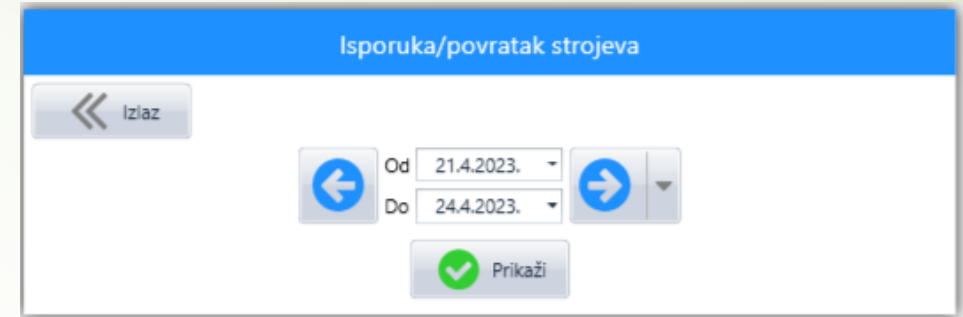 Isporuka/povratak strojeva
Izlaz
Od 21.4.2023.
Do 24.4.2023.
Prikaži